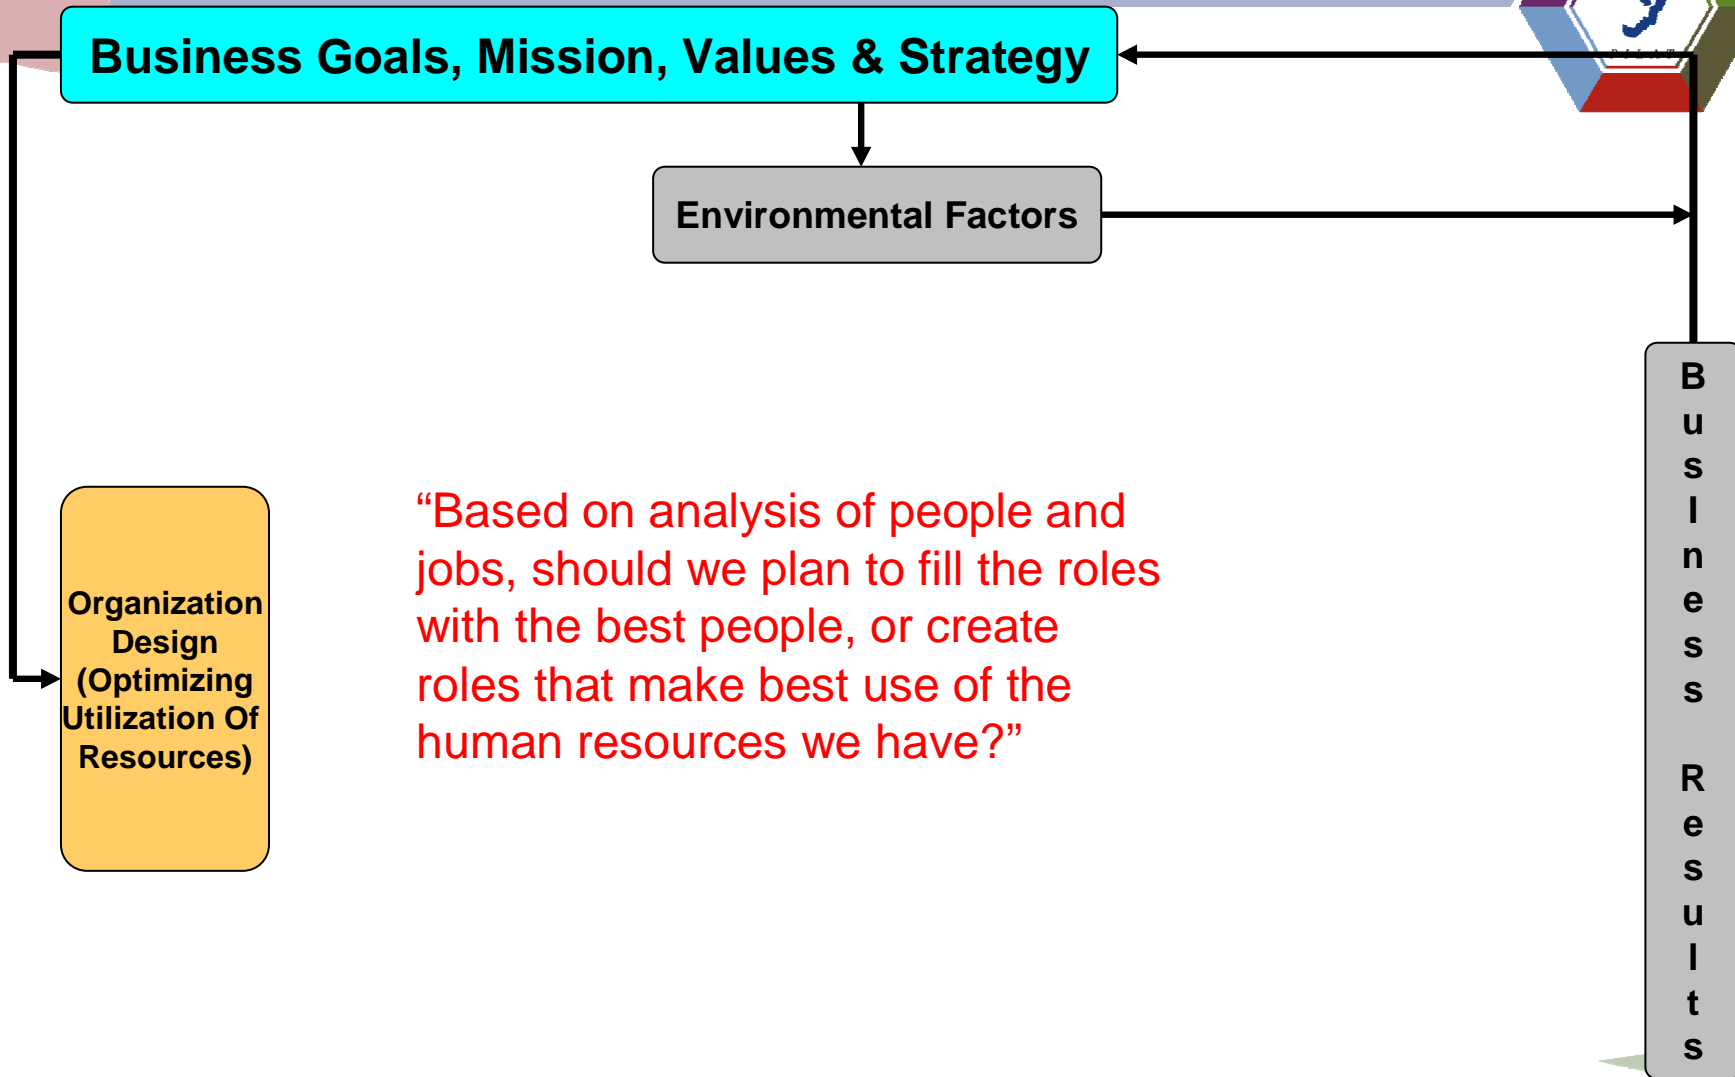 Business Goals, Mission, Values & Strategy
Environmental Factors
Organization
Design
(Optimizing
Utilization Of
Resources)
“Based on analysis of people and
jobs, should we plan to fill the roles
with the best people, or create
roles that make best use of the
human resources we have?”
B
u
s
I
n
e
s
s
R
e
s
u
l
t
s